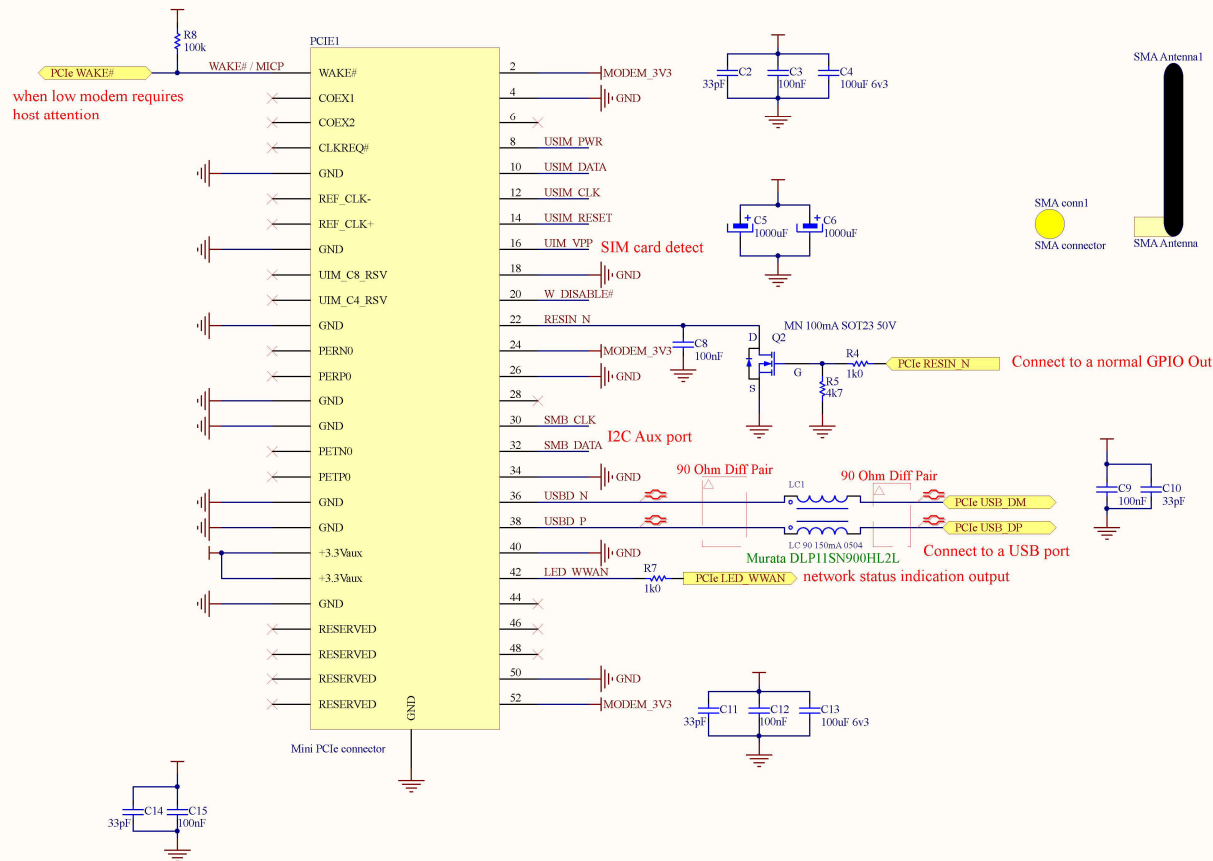 R8
100k
PCIE1
PCIe WAKE#
WAKE# / MICP
when low modem requires
host attention
WAKE#
COEX1
COEX2
CLKREQ#
GND
REF_CLK-
REF_CLK+
GND
UIM_C8_RSV
UIM_C4_RSV
GND
PERN0
PERP0
GND
GND
PETN0
PETP0
GND
GND
+3.3Vaux
+3.3Vaux
GND
RESERVED
RESERVED
RESERVED
RESERVED
GND
Mini PCIe connector
2
MODEM_3V3
4
GND
6
8
USIM_PWR
10
USIM_DATA
12
USIM_CLK
14
USIM_RESET
16
UIM_VPP
SIM card detect
18
GND
20
W_DISABLE#
22
RESIN_N
24
MODEM_3V3
26
GND
28
30
SMB_CLK
I2C Aux port
32
SMB_DATA
34
GND
36
USBD_N
38
USBD_P
40
GND
42
LED_WWAN
44
46
48
50
GND
52
MODEM_3V3
C2
33pF
C3
100nF
C4
100uF 6v3
C5
1000uF
C6
1000uF
+
+
SMA Antenna1
SMA conn1
SMA connector
SMA Antenna
C8
100nF
MN 100mA SOT23 50V
D
Q2
G
S
R4
1k0
R5
4k7
PCIe RESIN_N
Connect to a normal GPIO Out
90 Ohm Diff Pair
90 Ohm Diff Pair
LC1
LC 90 150mA 0504
Murata DLP11SN900HL2L
PCIe USB_DM
PCIe USB_DP
Connect to a USB port
R7
1k0
PCIe LED_WWAN
network status indication output
C9
100nF
C10
33pF
C11
33pF
C12
100nF
C13
100uF 6v3
C14
33pF
C15
100nF